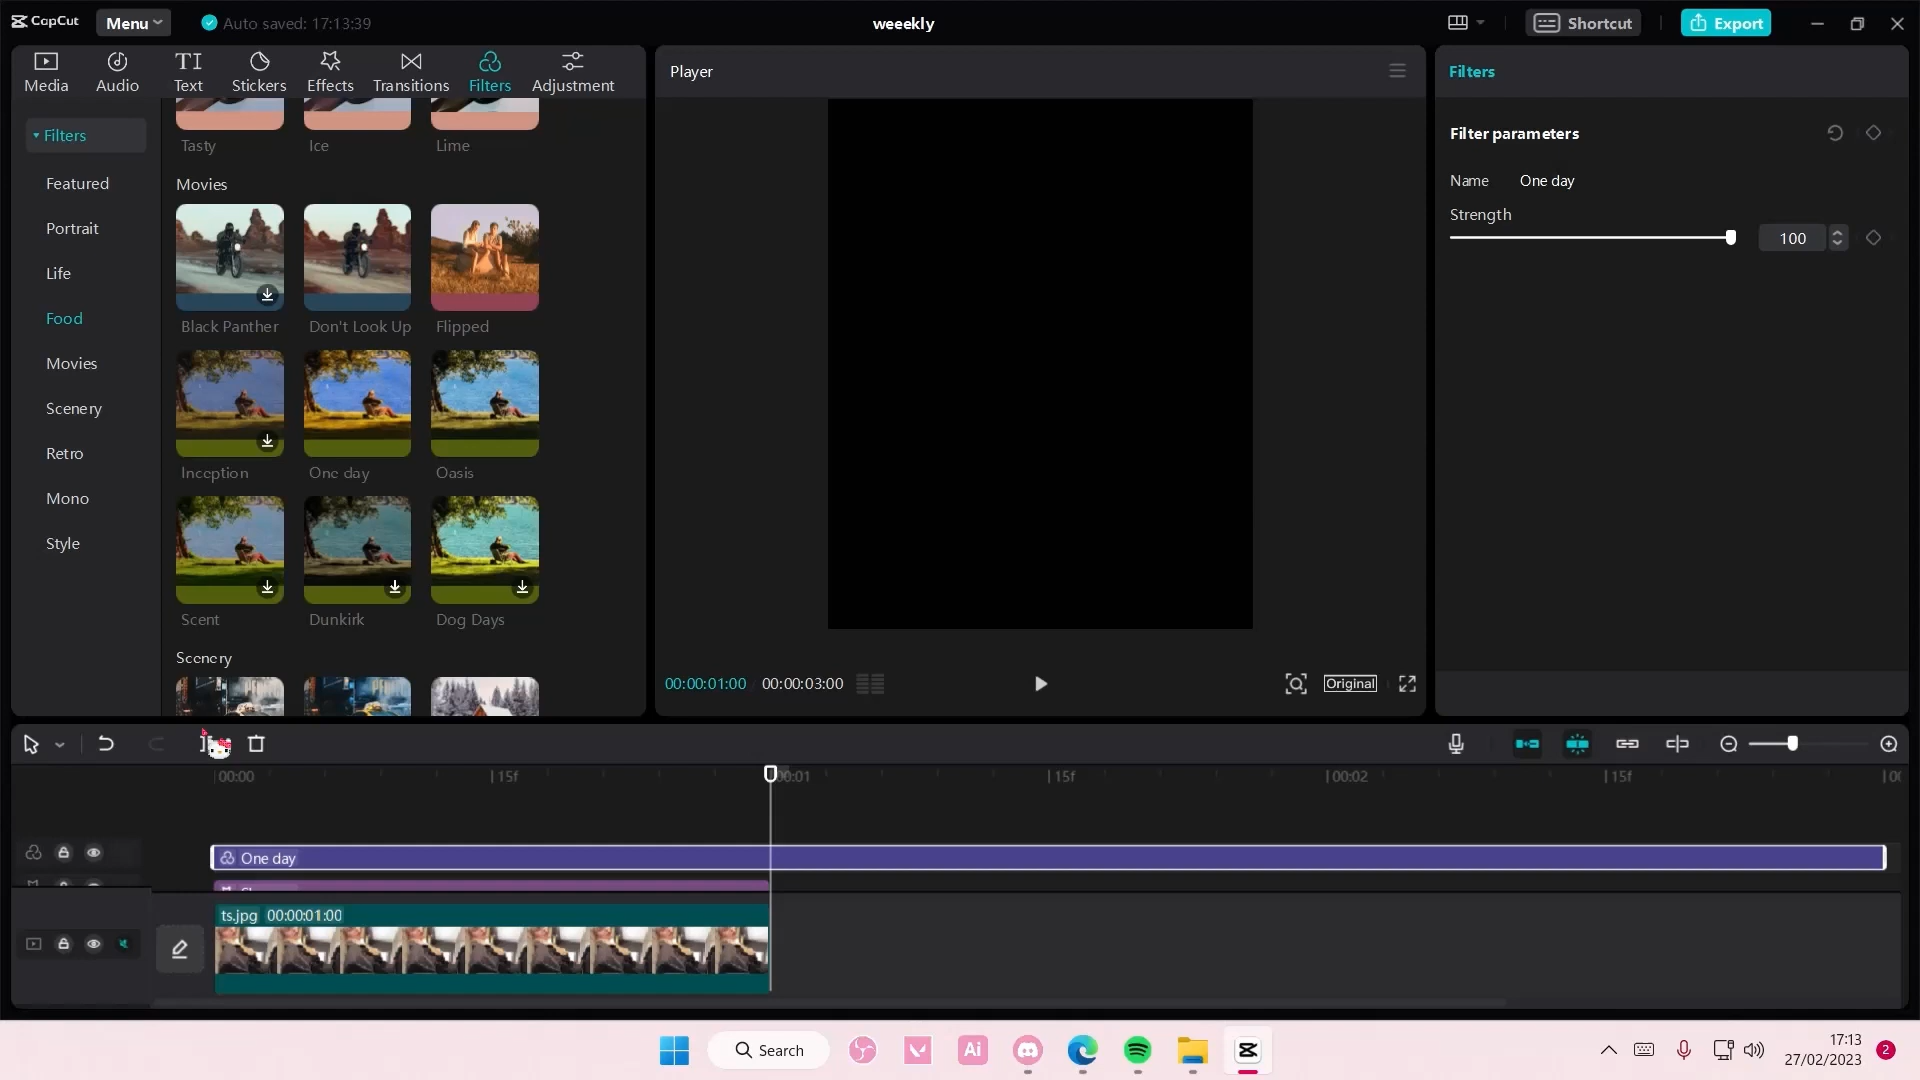 CapCut
Menu
Auto saved: 17:13:39
weeekly
Shortcut
Export
Media
Audio
Text
Stickers
Effects
Transitions
Filters
Adjustment
Filters
Featured
Portrait
Life
Food
Movies
Scenery
Retro
Mono
Style
Tasty
Ice
Lime
Movies
Black Panther
Don't Look Up
Flipped
Inception
One day
Oasis
Scent
Dunkirk
Dog Days
Scenery
Player
00:00:01:00
00:00:03:00
Original
Filters
Filter parameters
Name
One day
Strength
100
00:00
15f
00:01
15f
00:02
15f
One day
ts.jpg 00:00:01:00
Search
Ai
17:13
27/02/2023
2